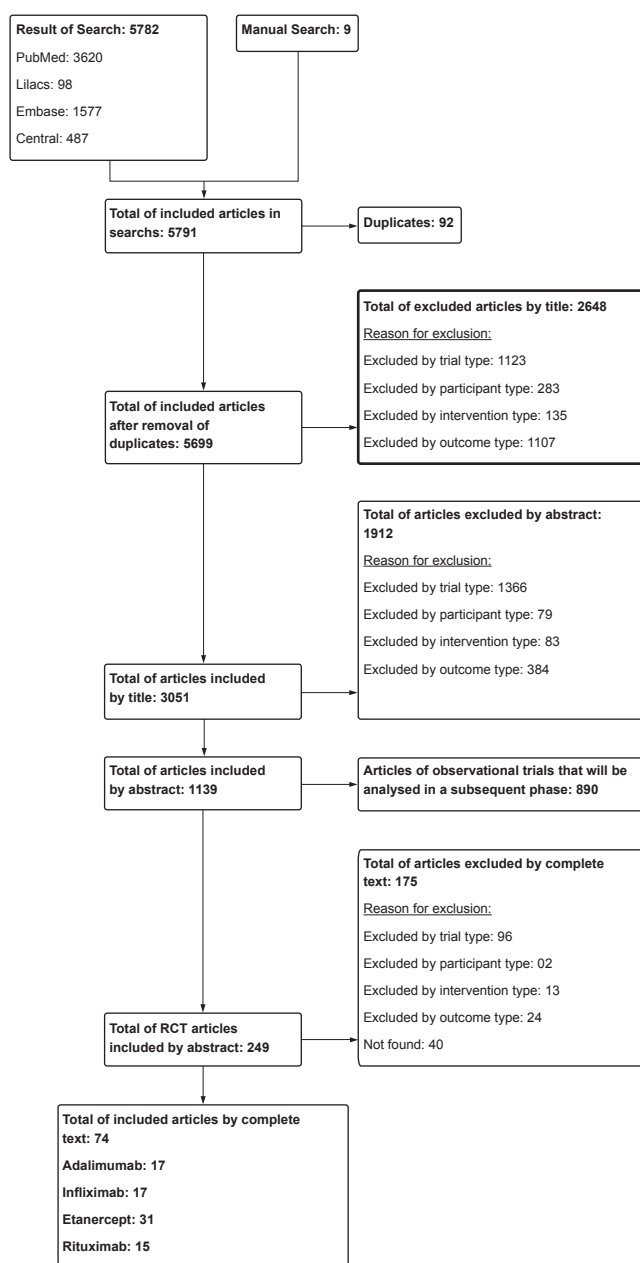 Result of Search: 5782
PubMed: 3620
Lilacs: 98
Embase: 1577
Central: 487
Manual Search: 9
Total of included articles in
searchs: 5791
Duplicates: 92
Total of excluded articles by title: 2648
Reason for exclusion:
Excluded by trial type: 1123
Excluded by participant type: 283
Excluded by intervention type: 135
Excluded by outcome type: 1107
Total of included articles
after removal of
duplicates: 5699
Total of articles excluded by abstract:
1912
Reason for exclusion:
Excluded by trial type: 1366
Excluded by participant type: 79
Excluded by intervention type: 83
Excluded by outcome type: 384
Total of articles included
by title: 3051
Total of articles included
by abstract: 1139
Articles of observational trials that will be
analysed in a subsequent phase: 890
Total of articles excluded by complete
text: 175
Reason for exclusion:
Excluded by trial type: 96
Excluded by participant type: 02
Excluded by intervention type: 13
Excluded by outcome type: 24
Not found: 40
Total of RCT articles
included by abstract: 249
Total of included articles by complete
text: 74
Adalimumab: 17
Infliximab: 17
Etanercept: 31
Rituximab: 15